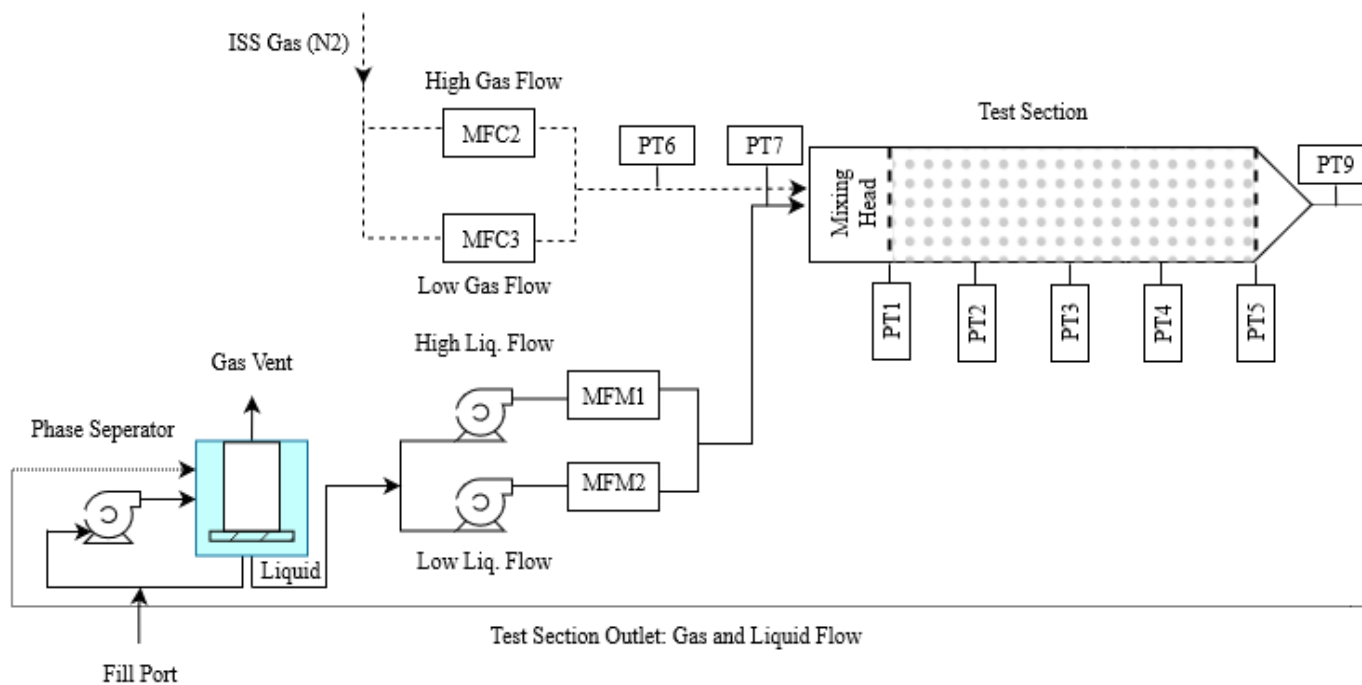 ISS Gas (N2)
High Gas Flow
MFC2
MFC3
Low Gas Flow
PT6
PT7
Test Section
Mixing
Head
PT9
PT1
PT2
PT3
PT4
PT5
High Liq. Flow
MFM1
MFM2
Low Liq. Flow
Gas Vent
Phase Seperator
Liquid
Test Section Outlet: Gas and Liquid Flow
Fill Port